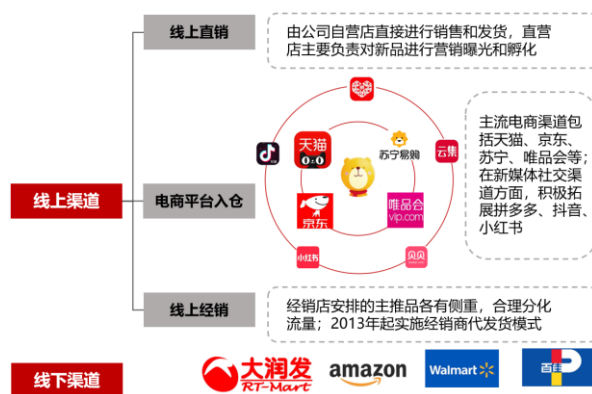 线上直销
由公司自营店直接进行销售和发货，直营
店主要负责对新品进行营销曝光和孵化
线上渠道
电商平台入仓
天猫
苏宁易购
云集
京东
唯品会
vip.com
小红书
贝贝
主流电商渠道包
括天猫、京东、
苏宁、唯品会等；
在新媒体社交渠
道方面，积极拓
展拼多多、抖音、
小红书
线上经销
经销店安排的主推品各有侧重，合理分化
流量；2013年起实施经销商代发货模式
线下渠道
大润发
RT-Mart
amazon
Walmart
百佳